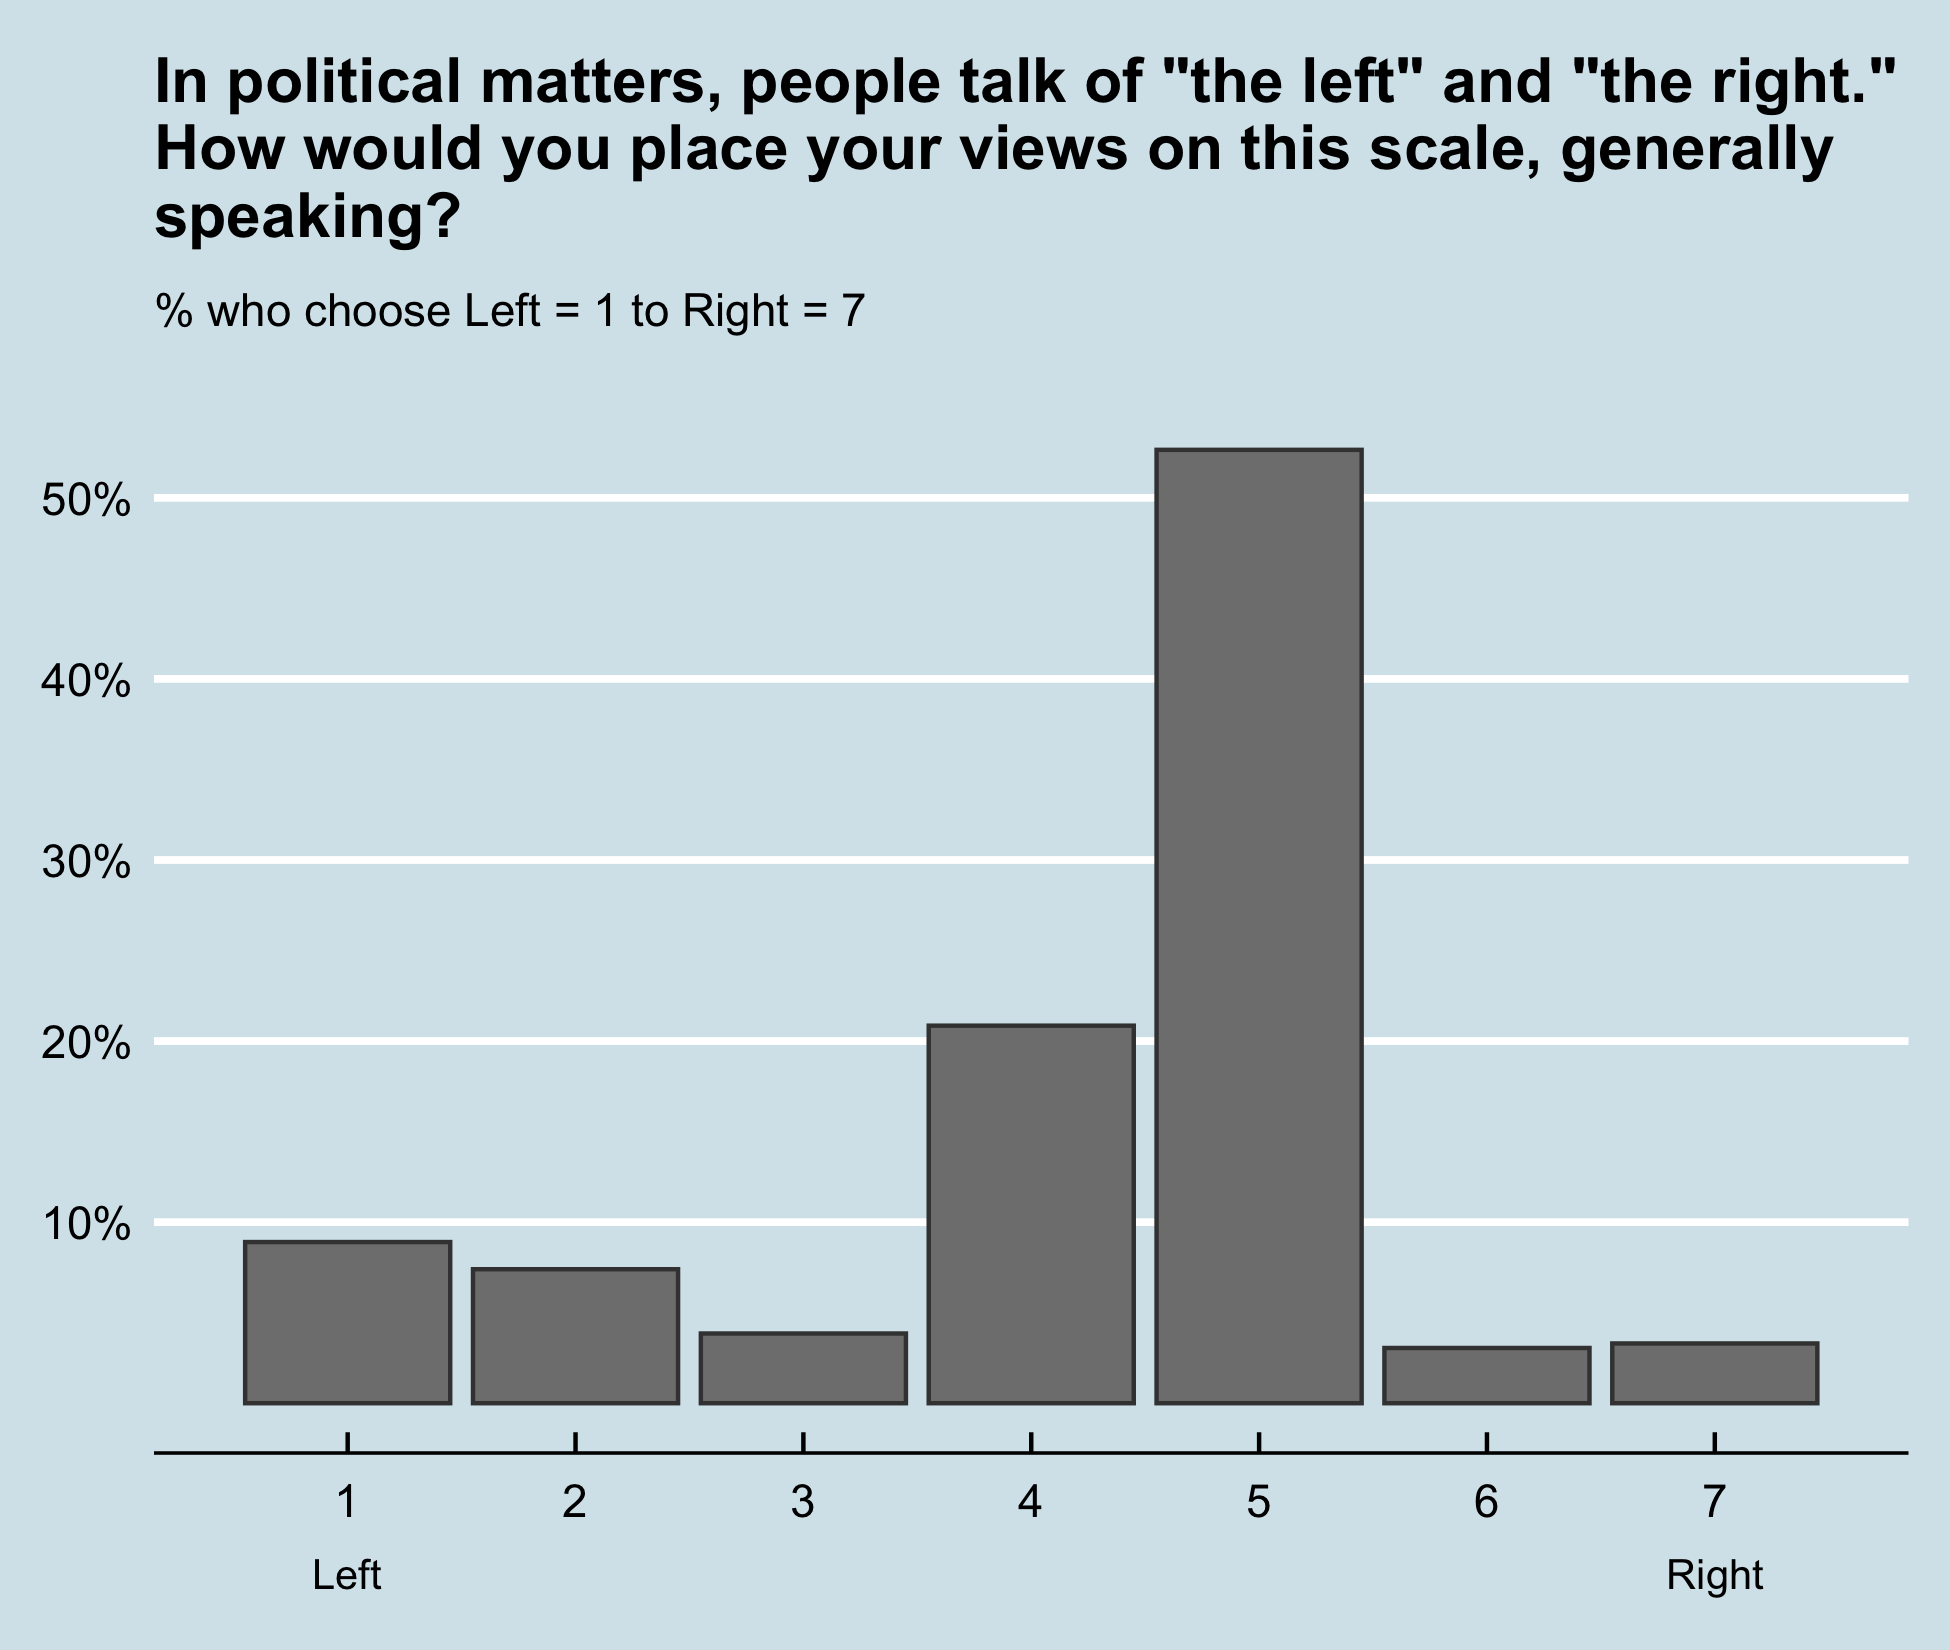 In political matters, people talk of "the left" and "the right."
How would you place your views on this scale, generally
speaking?
% who choose Left = 1 to Right = 7
50%
40%
30%
20%
10%
1 2 3 4 5 6 7
Left Right